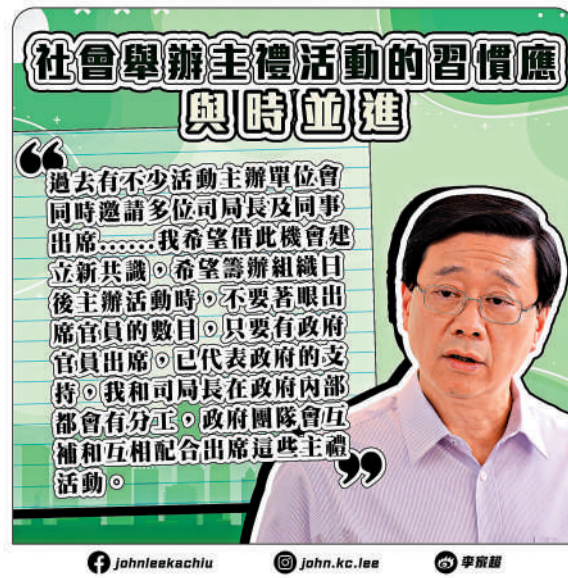 社會舉辦主禮活動的習慣應
與時並進
過去有不少活動主辦單位會
同時邀請多位司局長及同事
出席……我希望借此機會建
立新共識，希望籌辦組織日
後主辦活動時，不要著眼出
席官員的數目，只要有政府
官員出席，已代表政府的支
持，我和司局長在政府內部
都會有分工，政府團隊會互
補和互相配合出席這些主禮
活動。
johnleekachiu
john.kc.lee
李家超